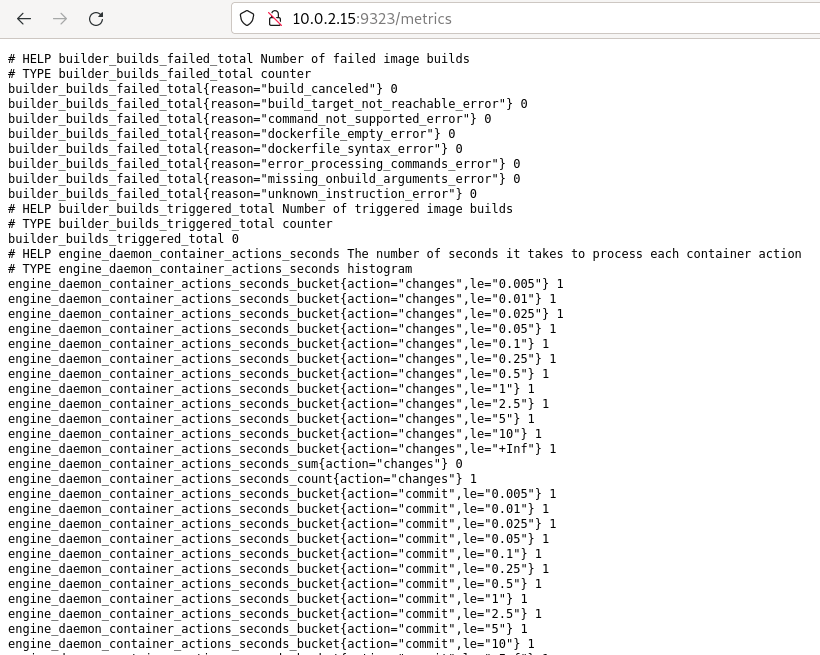 10.0.2.15:9323/metrics
# HELP builder_builds_failed_total Number of failed image builds
# TYPE builder_builds_failed_total counter
builder_builds_failed_total{reason="build_canceled"} 0
builder_builds_failed_total{reason="build_target_not_reachable_error"} 0
builder_builds_failed_total{reason="command_not_supported_error"} 0
builder_builds_failed_total{reason="dockerfile_empty_error"} 0
builder_builds_failed_total{reason="dockerfile_syntax_error"} 0
builder_builds_failed_total{reason="error_processing_commands_error"} 0
builder_builds_failed_total{reason="missing_onbuild_arguments_error"} 0
builder_builds_failed_total{reason="unknown_instruction_error"} 0
# HELP builder_builds_triggered_total Number of triggered image builds
# TYPE builder_builds_triggered_total counter
builder_builds_triggered_total 0
# HELP engine_daemon_container_actions_seconds The number of seconds it takes to process each container action
# TYPE engine_daemon_container_actions_seconds histogram
engine_daemon_container_actions_seconds_bucket{action="changes",le="0.005"} 1
engine_daemon_container_actions_seconds_bucket{action="changes",le="0.01"} 1
engine_daemon_container_actions_seconds_bucket{action="changes",le="0.025"} 1
engine_daemon_container_actions_seconds_bucket{action="changes",le="0.05"} 1
engine_daemon_container_actions_seconds_bucket{action="changes",le="0.1"} 1
engine_daemon_container_actions_seconds_bucket{action="changes",le="0.25"} 1
engine_daemon_container_actions_seconds_bucket{action="changes",le="0.5"} 1
engine_daemon_container_actions_seconds_bucket{action="changes",le="1"} 1
engine_daemon_container_actions_seconds_bucket{action="changes",le="2.5"} 1
engine_daemon_container_actions_seconds_bucket{action="changes",le="5"} 1
engine_daemon_container_actions_seconds_bucket{action="changes",le="10"} 1
engine_daemon_container_actions_seconds_bucket{action="changes",le="+Inf"} 1
engine_daemon_container_actions_seconds_sum{action="changes"} 0
engine_daemon_container_actions_seconds_count{action="changes"} 1
engine_daemon_container_actions_seconds_bucket{action="commit",le="0.005"} 1
engine_daemon_container_actions_seconds_bucket{action="commit",le="0.01"} 1
engine_daemon_container_actions_seconds_bucket{action="commit",le="0.025"} 1
engine_daemon_container_actions_seconds_bucket{action="commit",le="0.05"} 1
engine_daemon_container_actions_seconds_bucket{action="commit",le="0.1"} 1
engine_daemon_container_actions_seconds_bucket{action="commit",le="0.25"} 1
engine_daemon_container_actions_seconds_bucket{action="commit",le="0.5"} 1
engine_daemon_container_actions_seconds_bucket{action="commit",le="1"} 1
engine_daemon_container_actions_seconds_bucket{action="commit",le="2.5"} 1
engine_daemon_container_actions_seconds_bucket{action="commit",le="5"} 1
engine_daemon_container_actions_seconds_bucket{action="commit",le="10"} 1